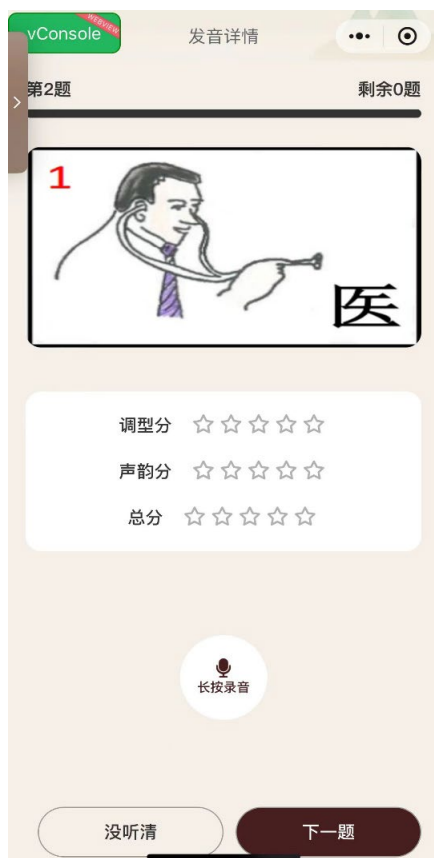 vConsole
WEBVIEW
发音详情
第2题
剩余0题
1
医
调型分
声韵分
总分
长按录音
没听清
下一题